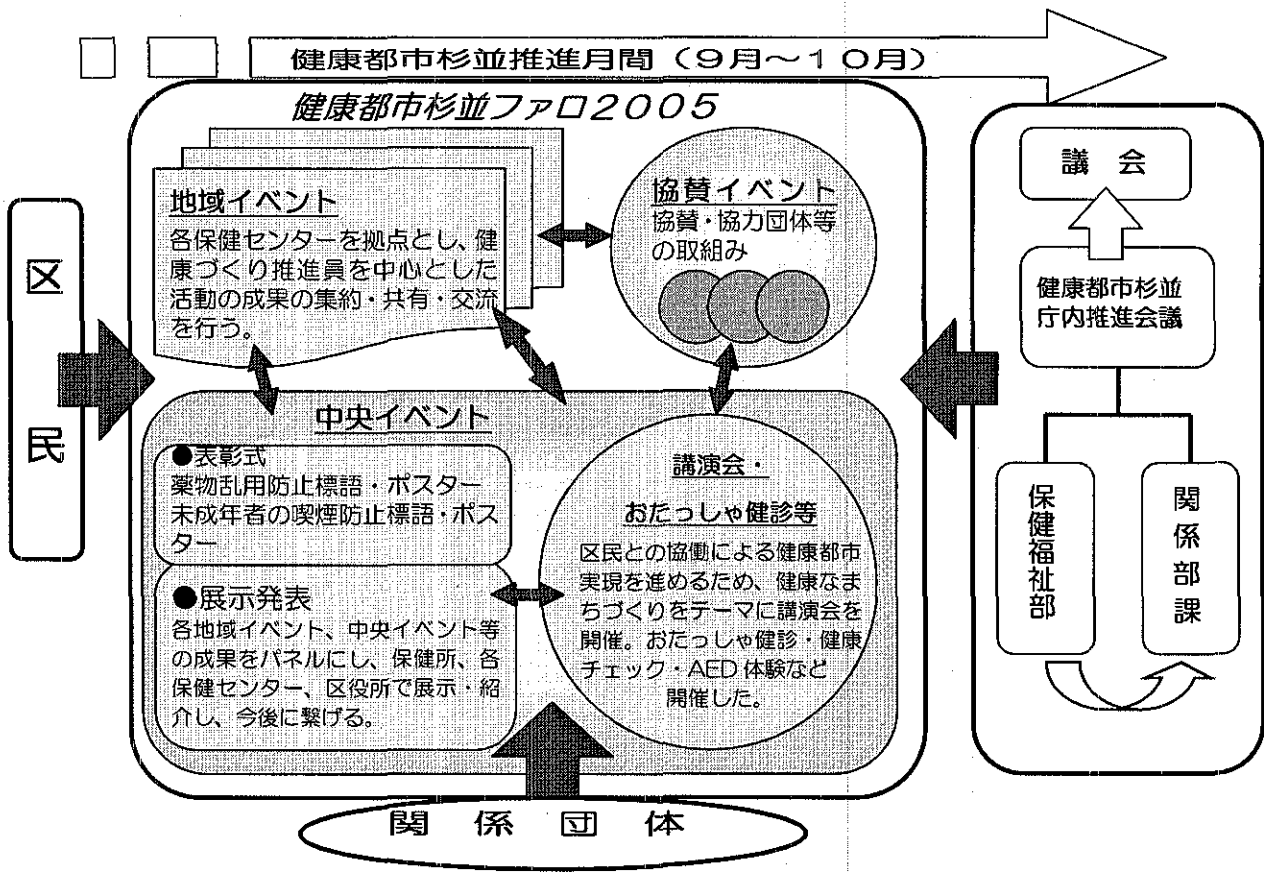 健康都市杉並推進月間(9月~10月)
健康都市杉並ファロ2005
区民
地域イベント
各保健センターを拠点とし、健
康づくり推進員を中心とした
活動の成果の集約・共有・交流
を行う。
協賛イベント
協賛・協力団体等
の取組み
中央イベント
●表彰式
薬物乱用防止標語・ポスター
未成年者の喫煙防止標語・ポス
ター
●展示発表
各地域イベント、中央イベント等
の成果をパネルにし、保健所、各
保健センター、区役所で展示・紹
介し、今後に繋げる。
講演会・
おたっしゃ健診等
区民との協働による健康都市
実現を進めるため、健康なま
ちづくりをテーマに講演会を
開催。おたっしゃ健診・健康
チェック・AED体験など
開催した。
関係団体
議会
健康都市杉並
庁内推進会議
保健福祉部
関係部課